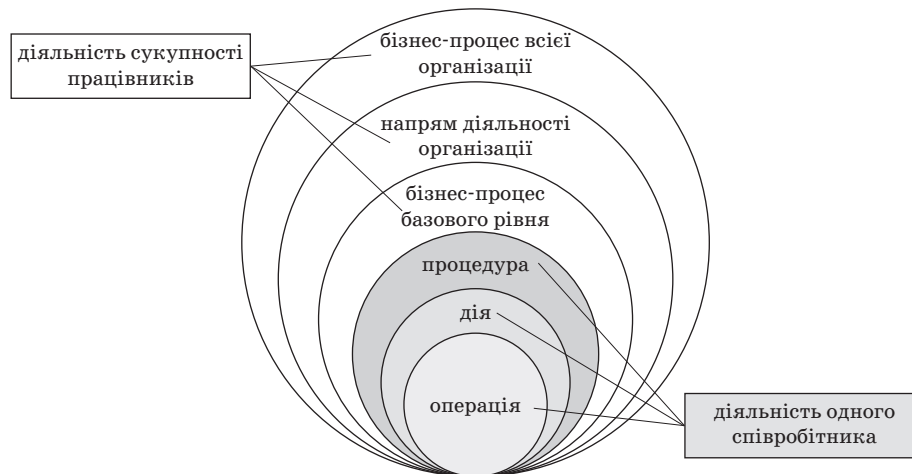 діяльність сукупності
працівників
бізнес-процес всієї
організації
напрям діяльності
організації
бізнес-процес
базового рівня
процедура
дія
операція
діяльність одного
співробітника